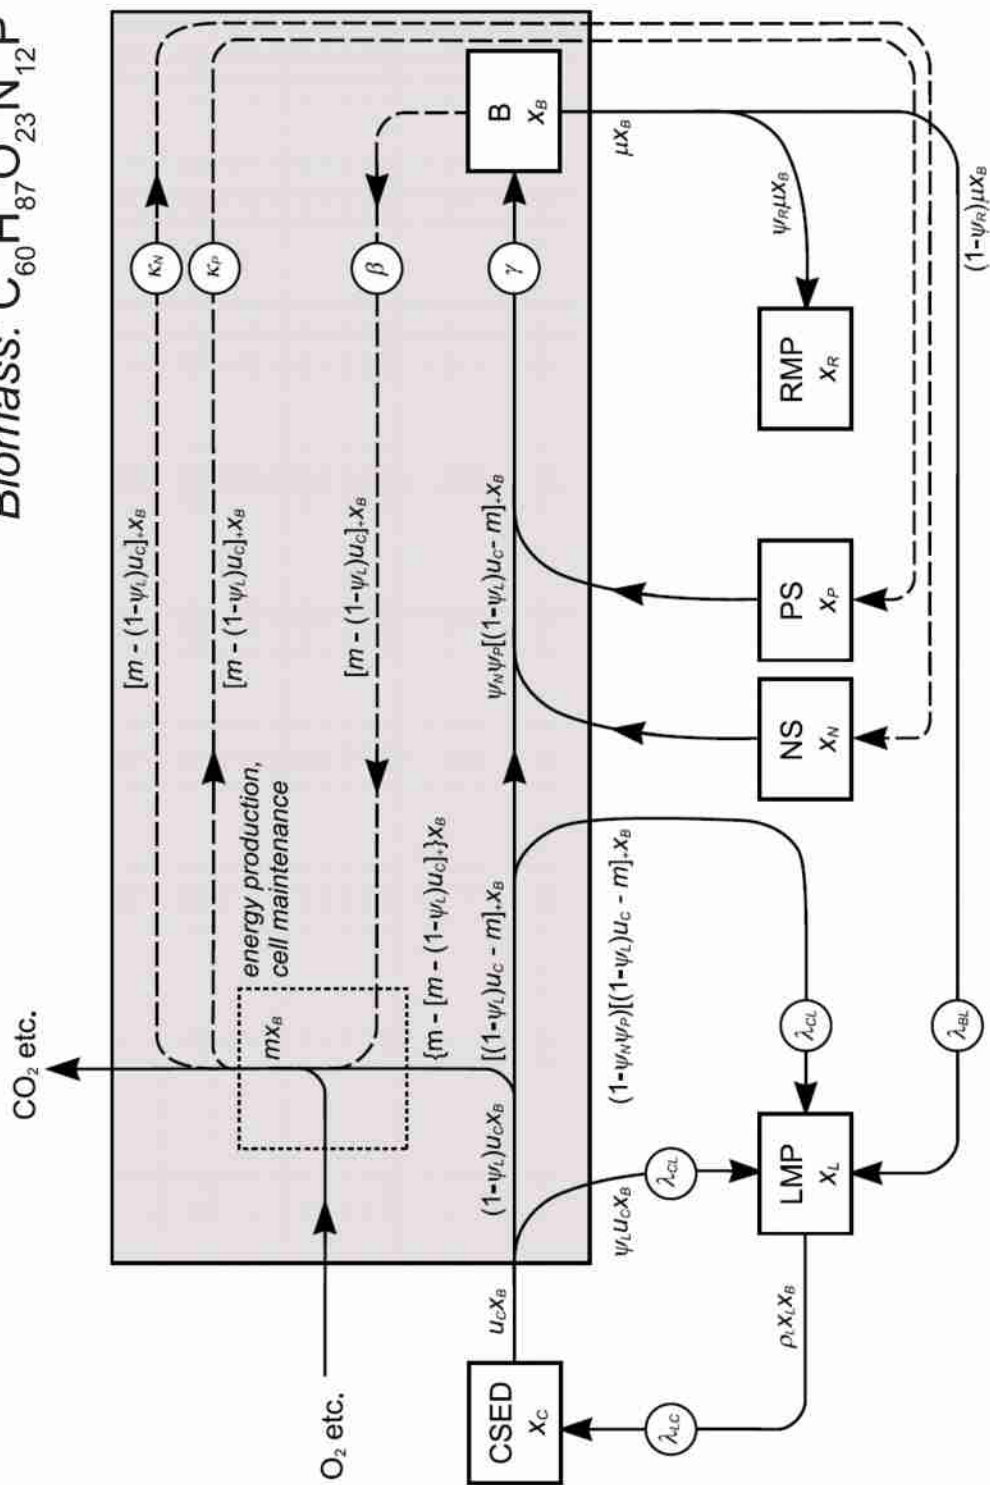 Biomass: C60H87O23N12P
CO₂ etc.
O₂ etc.
energy production,
cell maintenance
mxB
κN
κP
β
γ
[m - (1-ψL)uC]+xB
[m - (1-ψL)uC]+xB
[m - (1-ψL)uC]+xB
{m - [m - (1-ψL)uC]+}xB
[(1-ψL)uC - m]+xB
ψNψP[(1-ψL)uC - m]+xB
(1-ψL)uCxB
uCxB
B
xB
μxB
ψRμxB
(1-ψR)μxB
CSED
xC
ψLuCxB
λCL
(1-ψNψP)[(1-ψL)uC - m]+xB
λCL
LMP
xL
ρLxLxB
λLC
λBL
NS
xN
PS
xP
RMP
xR